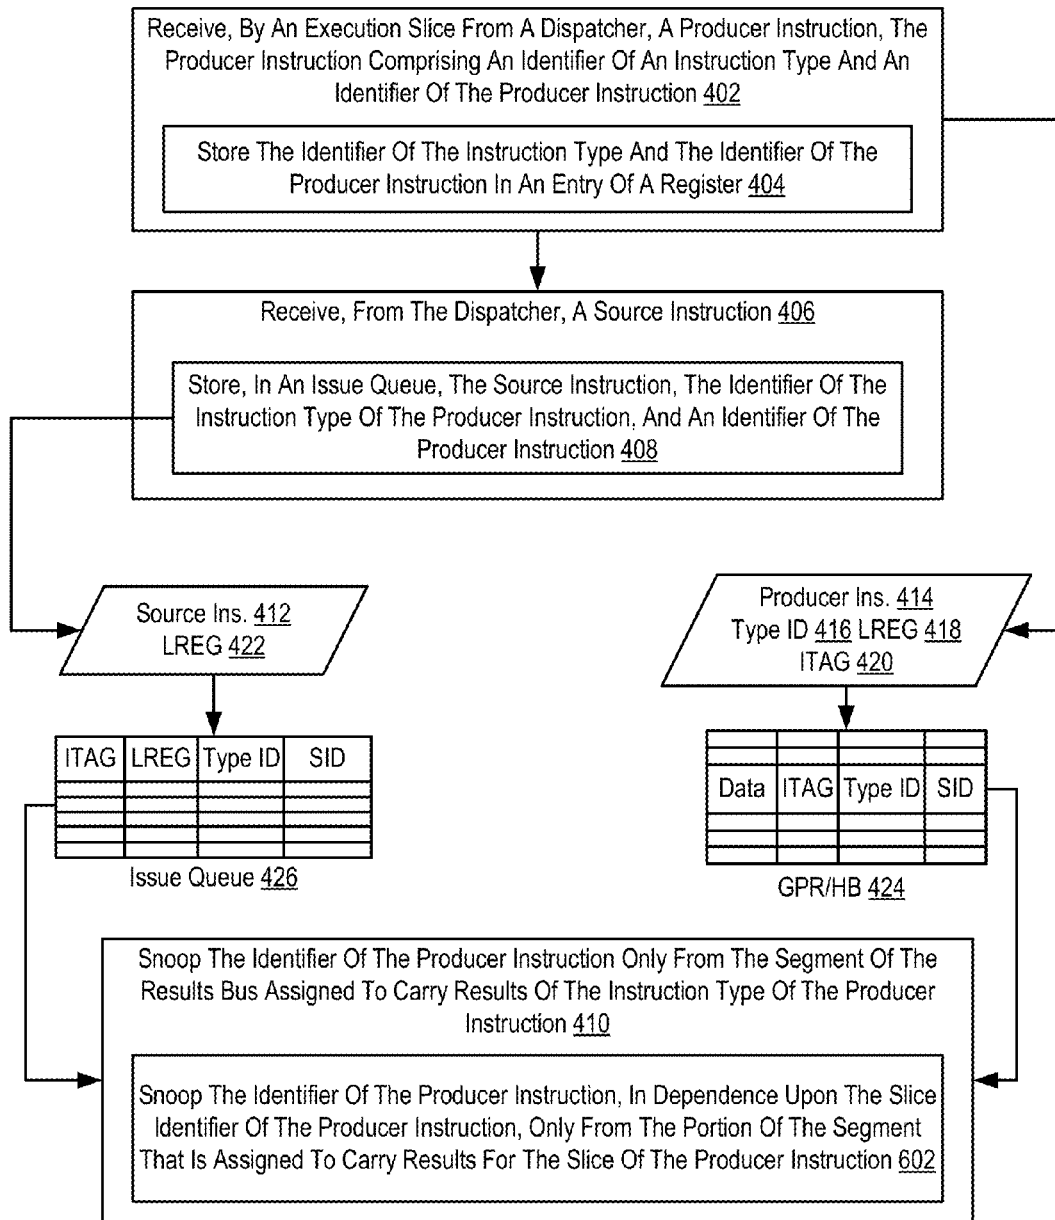 Receive, By An Execution Slice From A Dispatcher, A Producer Instruction, The
Producer Instruction Comprising An Identifier Of An Instruction Type And An
Identifier Of The Producer Instruction 402
Store The Identifier Of The Instruction Type And The Identifier Of The
Producer Instruction In An Entry Of A Register 404
Receive, From The Dispatcher, A Source Instruction 406
Store, In An Issue Queue, The Source Instruction, The Identifier Of The
Instruction Type Of The Producer Instruction, And An Identifier Of The
Producer Instruction 408
Source Ins. 412
LREG 422
Producer Ins. 414
Type ID 416 LREG 418
ITAG 420
ITAG LREG Type ID SID
Issue Queue 426
Data ITAG Type ID SID
GPR/HB 424
Snoop The Identifier Of The Producer Instruction Only From The Segment Of The
Results Bus Assigned To Carry Results Of The Instruction Type Of The Producer
Instruction 410
Snoop The Identifier Of The Producer Instruction, In Dependence Upon The Slice
Identifier Of The Producer Instruction, Only From The Portion Of The Segment
That Is Assigned To Carry Results For The Slice Of The Producer Instruction 602